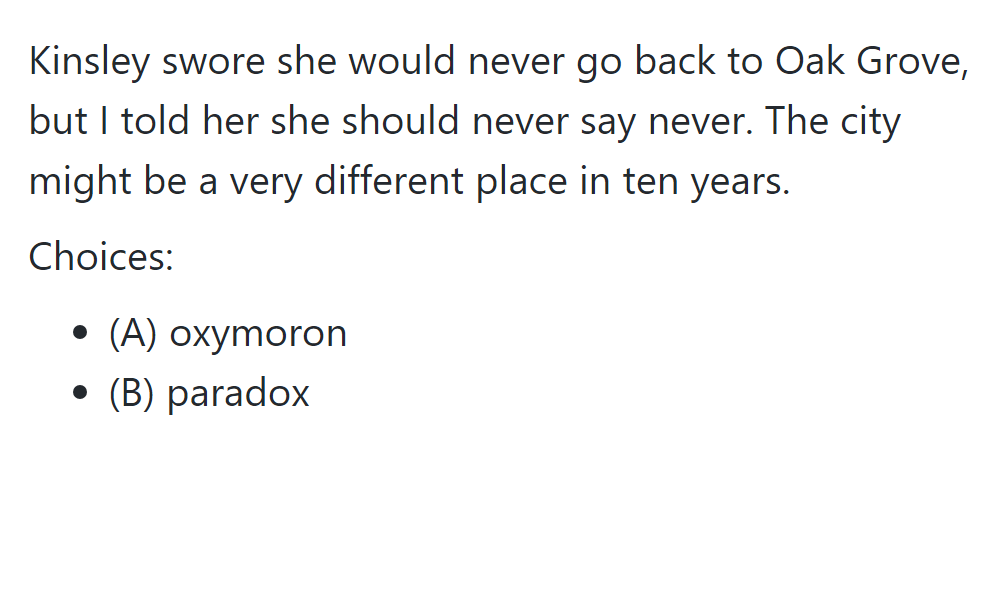 Kinsley swore she would never go back to Oak Grove,
but I told her she should never say never. The city
might be a very different place in ten years.
Choices:
• (A) oxymoron
• (B) paradox